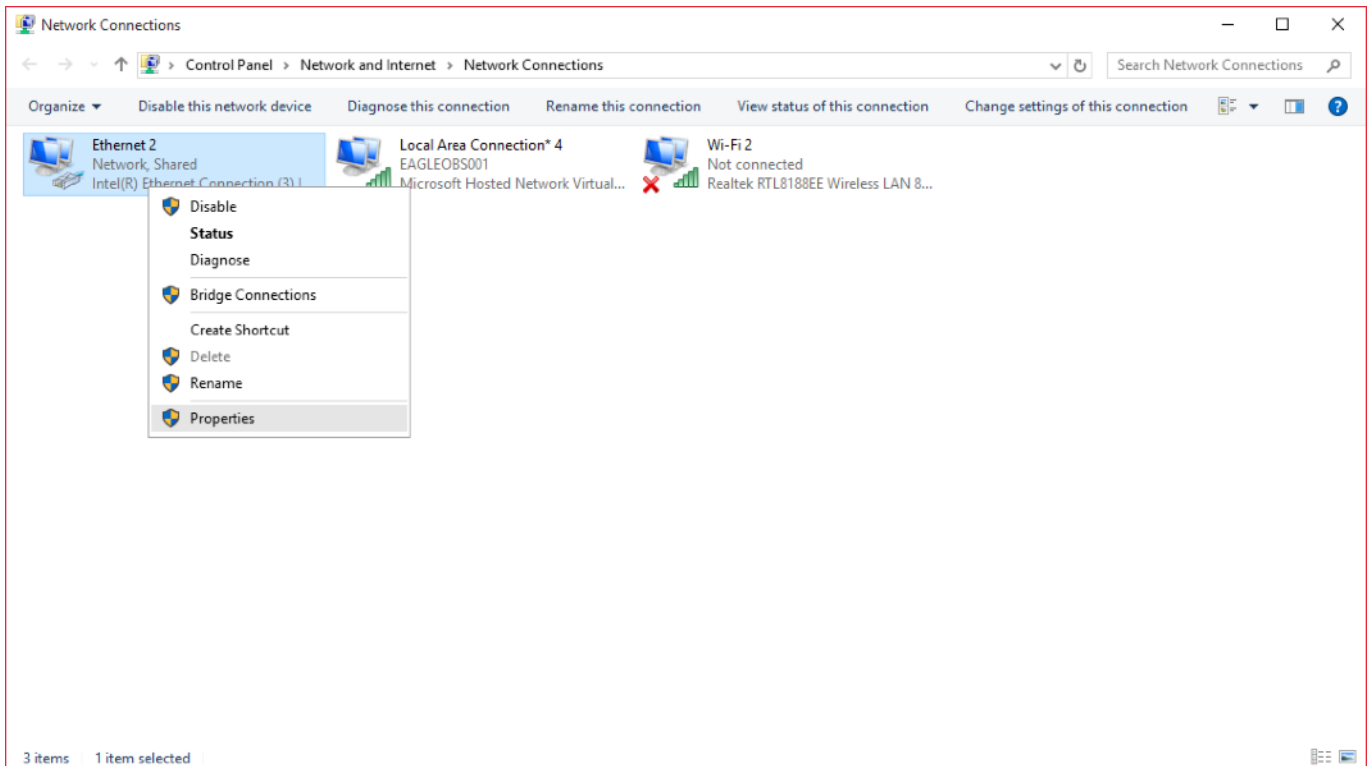 Network Connections
Control Panel > Network and Internet > Network Connections
Search Network Connections
Organize
Disable this network device
Diagnose this connection
Rename this connection
View status of this connection
Change settings of this connection
Ethernet 2
Network, Shared
Intel(R) Ethernet Connection (3) I
Local Area Connection* 4
EAGLEOBS001
Microsoft Hosted Network Virtual...
Wi-Fi 2
Not connected
Realtek RTL8188EE Wireless LAN 8...
Disable
Status
Diagnose
Bridge Connections
Create Shortcut
Delete
Rename
Properties
3 items
1 item selected